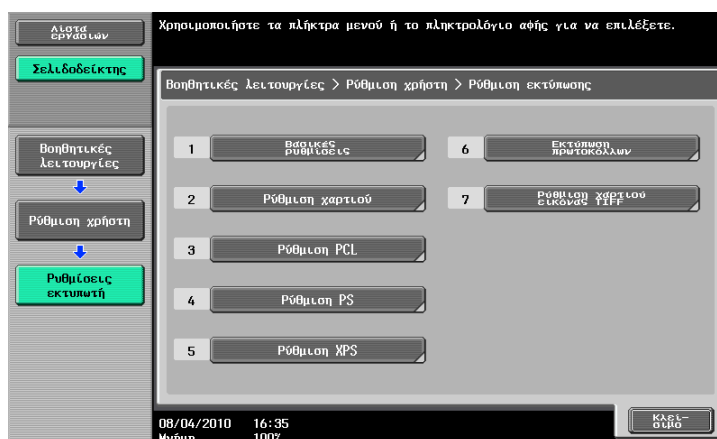 Λίστα
εργασιών
Χρησιμοποιήστε τα πλήκτρα μενού ή το πληκτρολόγιο αφής για να επιλέξετε.
Σελιδοδείκτης
Βοηθητικές λειτουργίες > Ρύθμιση χρήστη > Ρύθμιση εκτύπωσης
Βοηθητικές
λειτουργίες
Ρύθμιση χρήστη
Ρυθμίσεις
εκτυπωτή
1 Βασικές
ρυθμίσεις
2 Ρύθμιση χαρτιού
3 Ρύθμιση PCL
4 Ρύθμιση PS
5 Ρύθμιση XPS
6 Εκτύπωση
πρωτοκόλλων
7 Ρύθμιση χαρτιού
εικόνας TIFF
Κλεί-
σιμο
08/04/2010 16:35
Μνήμη 100%